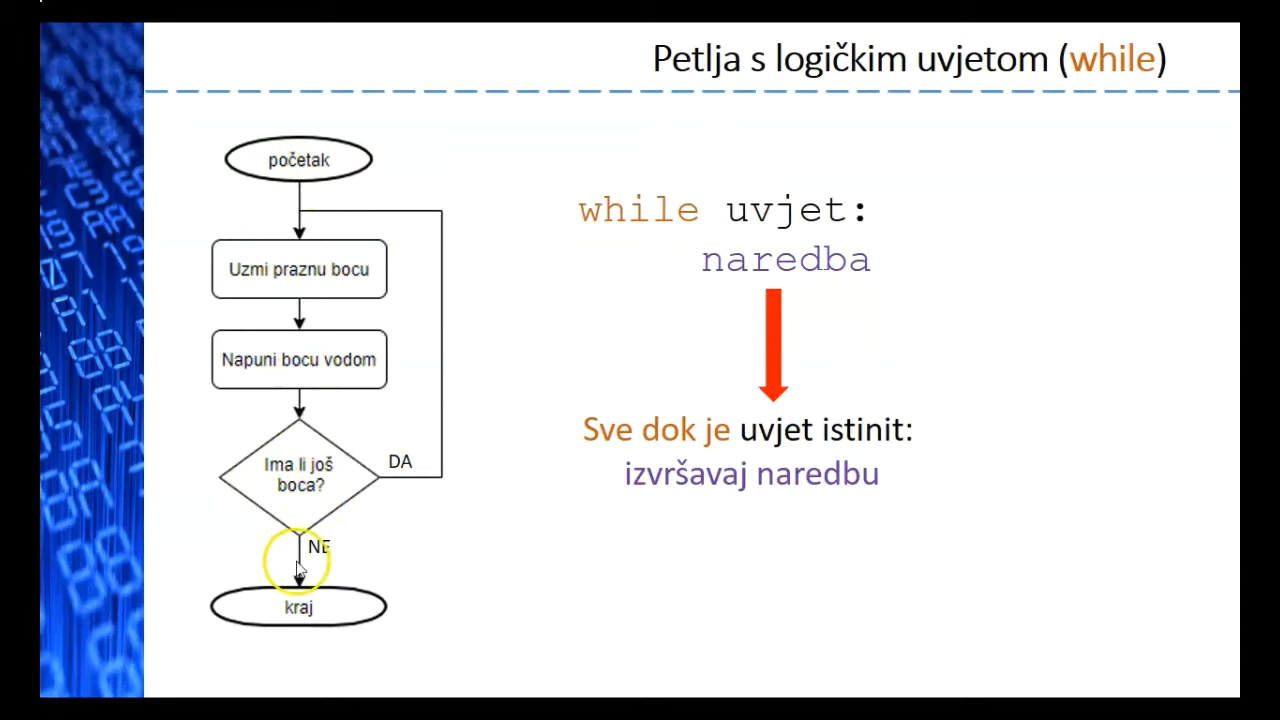 Petlja s logičkim uvjetom (while)
početak
Uzmi praznu bocu
Napuni bocu vodom
Ima li još
boca?
DA
NE
kraj
while uvjet:
naredba
Sve dok je uvjet istinit:
izvršavaj naredbu